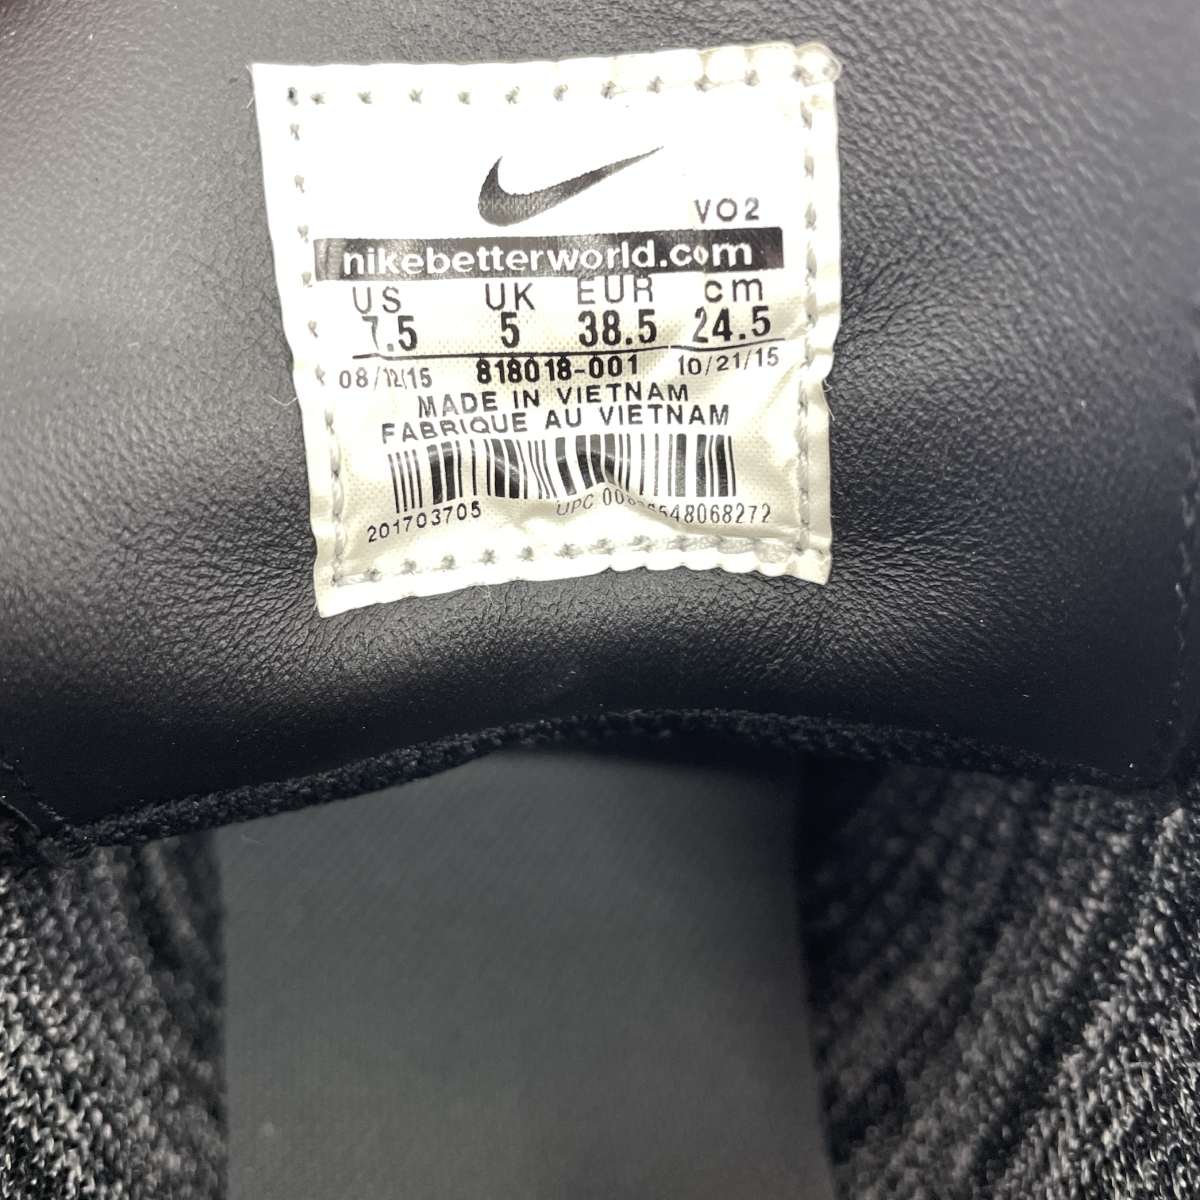 VO2
nikebetterworld.com
US UK EUR cm
7.5 5 38.5 24.5
08/12/15 818018-001 10/21/15
MADE IN VIETNAM
FABRIQUE AU VIETNAM
201703705
UPC